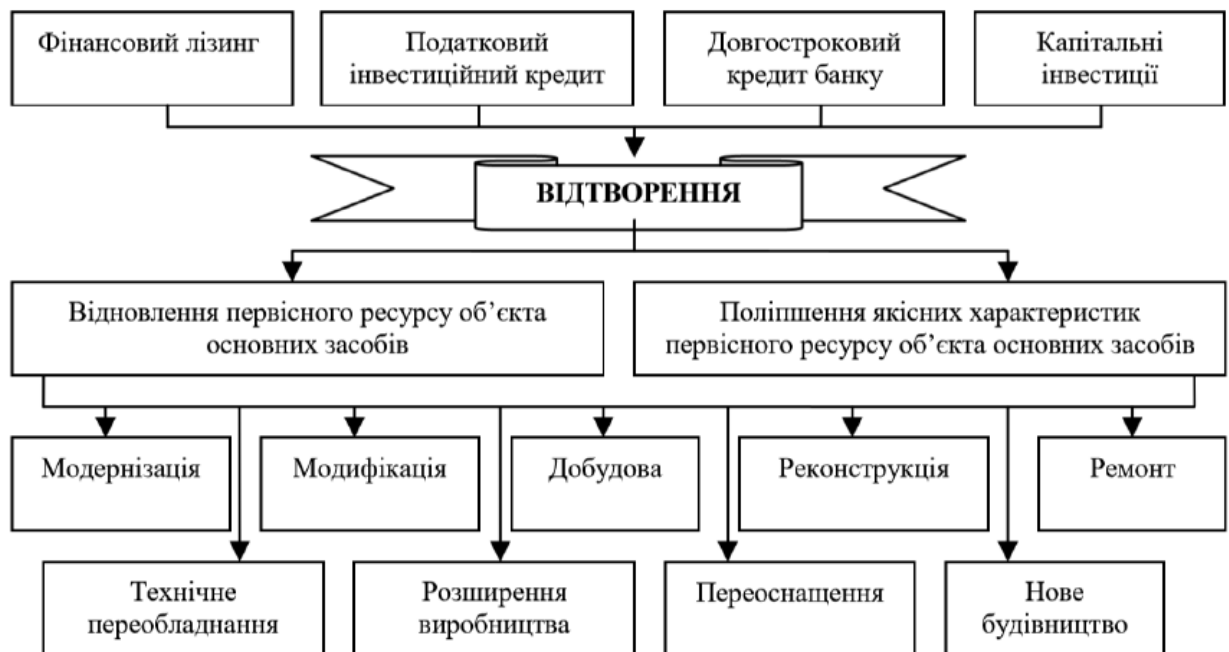 Фінансовий лізинг
Податковий
інвестиційний кредит
Довгостроковий
кредит банку
Капітальні
інвестиції
ВІДТВОРЕННЯ
Відновлення первісного ресурсу об’єкта
основних засобів
Поліпшення якісних характеристик
первісного ресурсу об’єкта основних засобів
Модернізація
Модифікація
Добудова
Реконструкція
Ремонт
Технічне
переобладнання
Розширення
виробництва
Переоснащення
Нове
будівництво